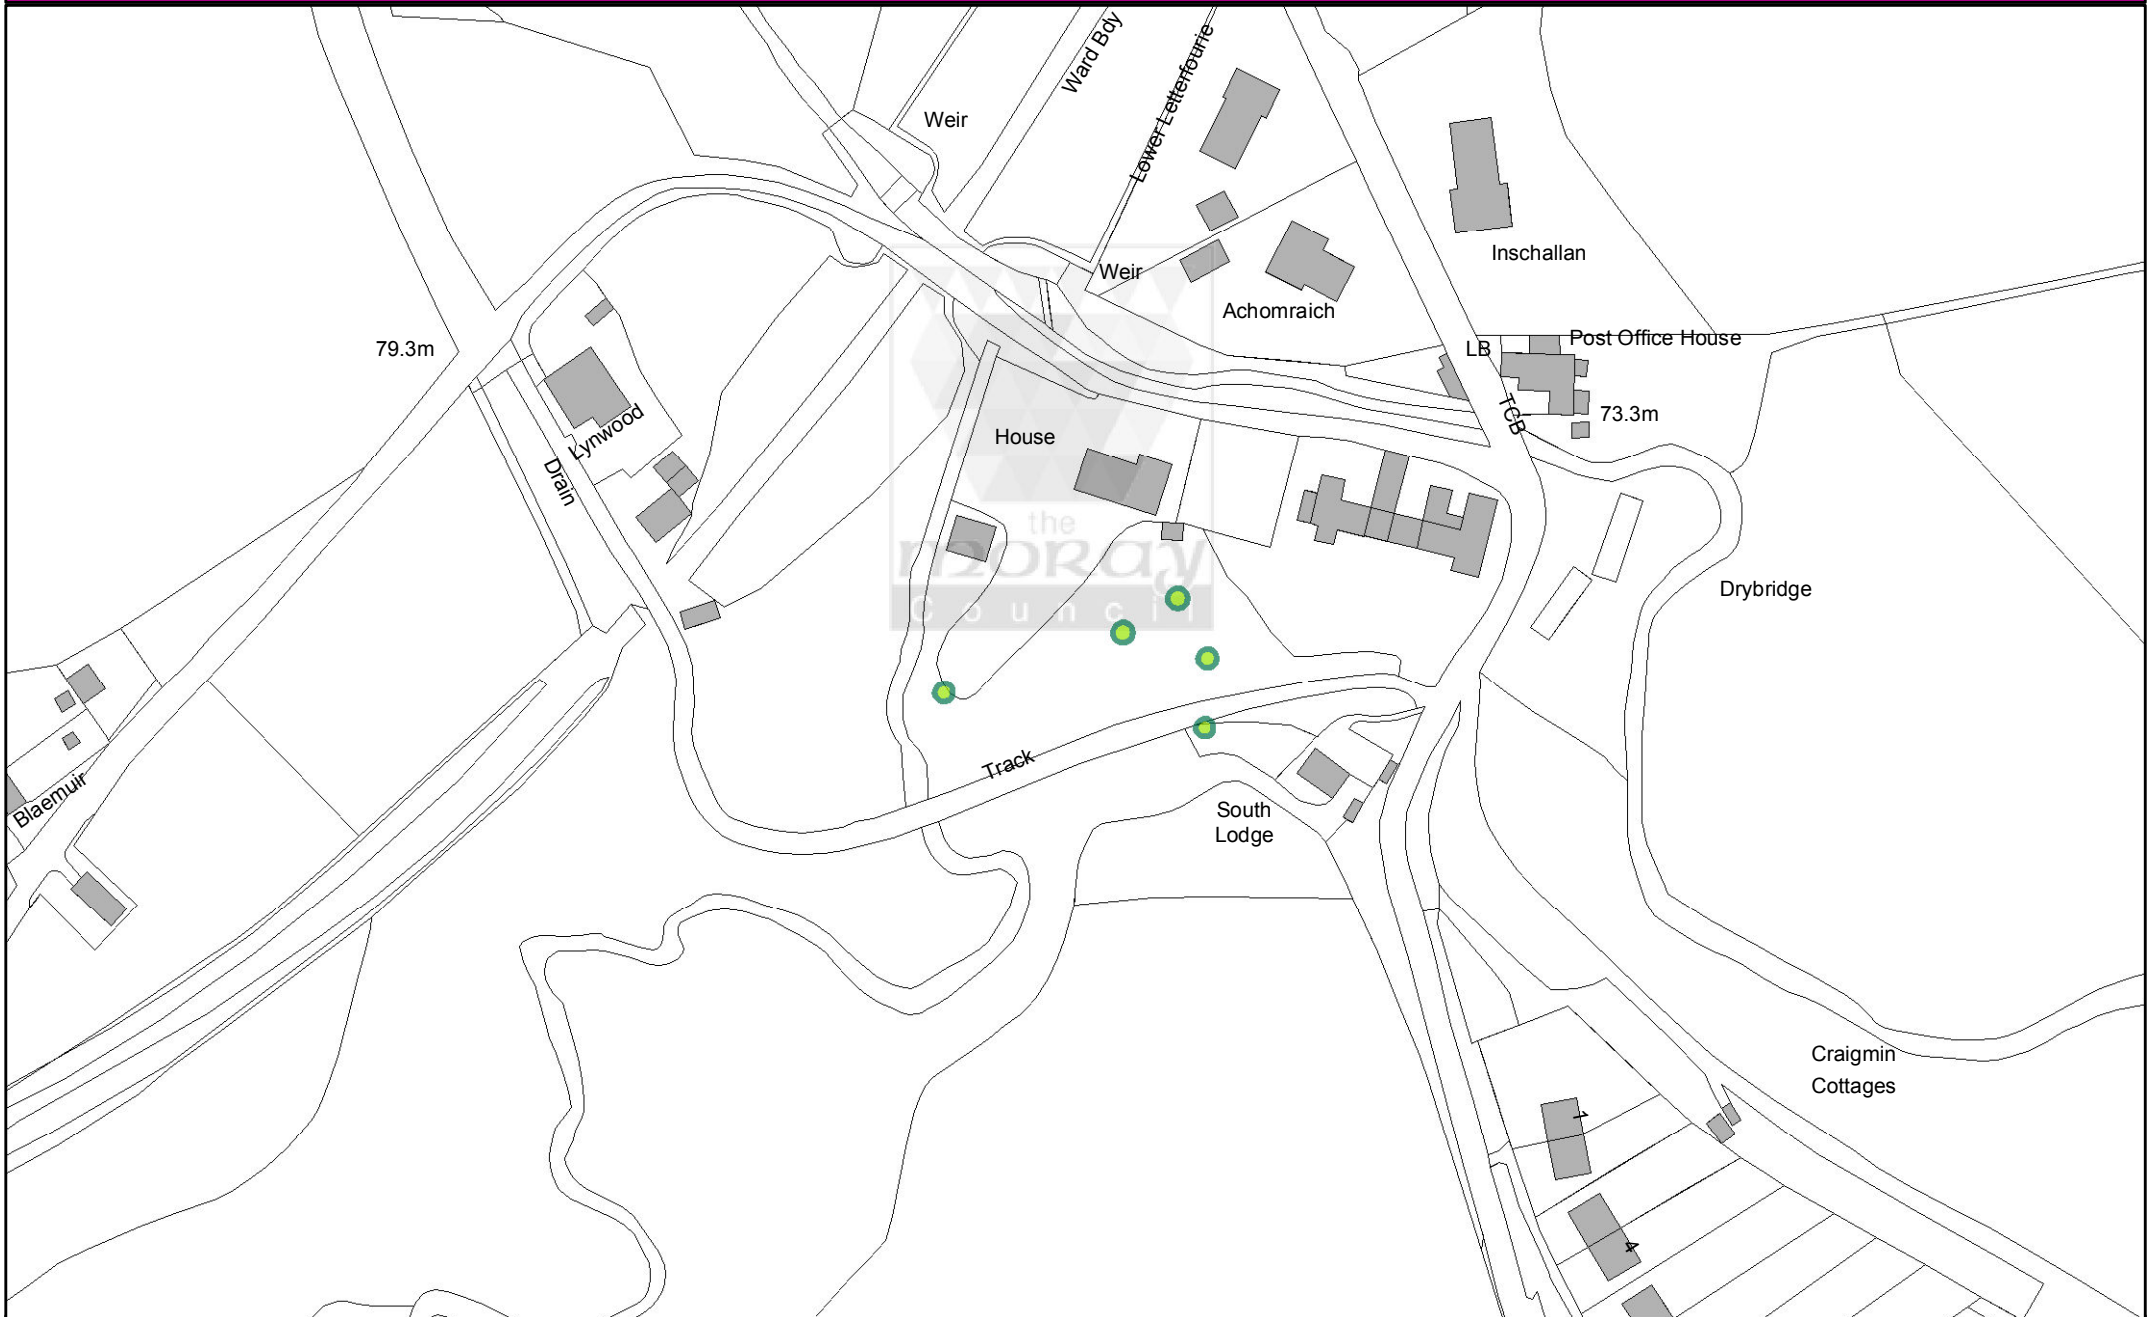 Ward Bdy
Lower Letterfourie
Weir
Inschallan
Weir
Achomraich
79.3m
LB
Post Office House
TCB
73.3m
Lynwood
House
Drain
the
moray
Council
Drybridge
Track
Blaemuir
South
Lodge
Craigmin
Cottages
1
4